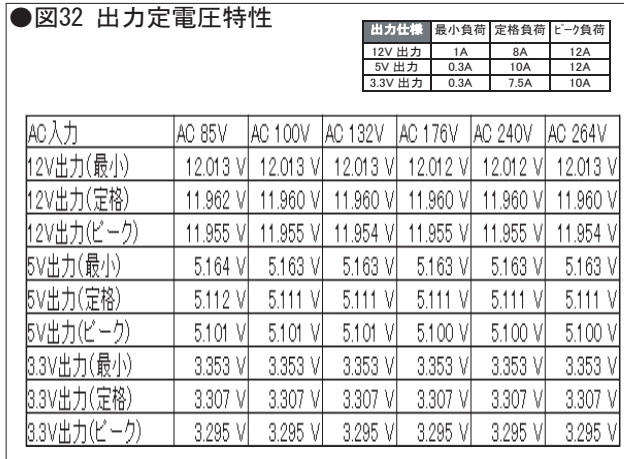 ●図32 出力定電圧特性
出力仕様 最小負荷 定格負荷 ピーク負荷
12V 出力 1A 8A 12A
5V 出力 0.3A 10A 12A
3.3V 出力 0.3A 7.5A 10A
AC入力 AC 85V AC 100V AC 132V AC 176V AC 240V AC 264V
12V出力(最小) 12.013 V 12.013 V 12.013 V 12.012 V 12.012 V 12.013 V
12V出力(定格) 11.962 V 11.960 V 11.960 V 11.960 V 11.960 V 11.960 V
12V出力(ピーク) 11.955 V 11.955 V 11.954 V 11.955 V 11.955 V 11.954 V
5V出力(最小) 5.164 V 5.163 V 5.163 V 5.163 V 5.163 V 5.163 V
5V出力(定格) 5.112 V 5.111 V 5.111 V 5.111 V 5.111 V 5.111 V
5V出力(ピーク) 5.101 V 5.101 V 5.101 V 5.100 V 5.100 V 5.100 V
3.3V出力(最小) 3.353 V 3.353 V 3.353 V 3.353 V 3.353 V 3.353 V
3.3V出力(定格) 3.307 V 3.307 V 3.307 V 3.307 V 3.307 V 3.307 V
3.3V出力(ピーク) 3.295 V 3.295 V 3.295 V 3.295 V 3.295 V 3.295 V